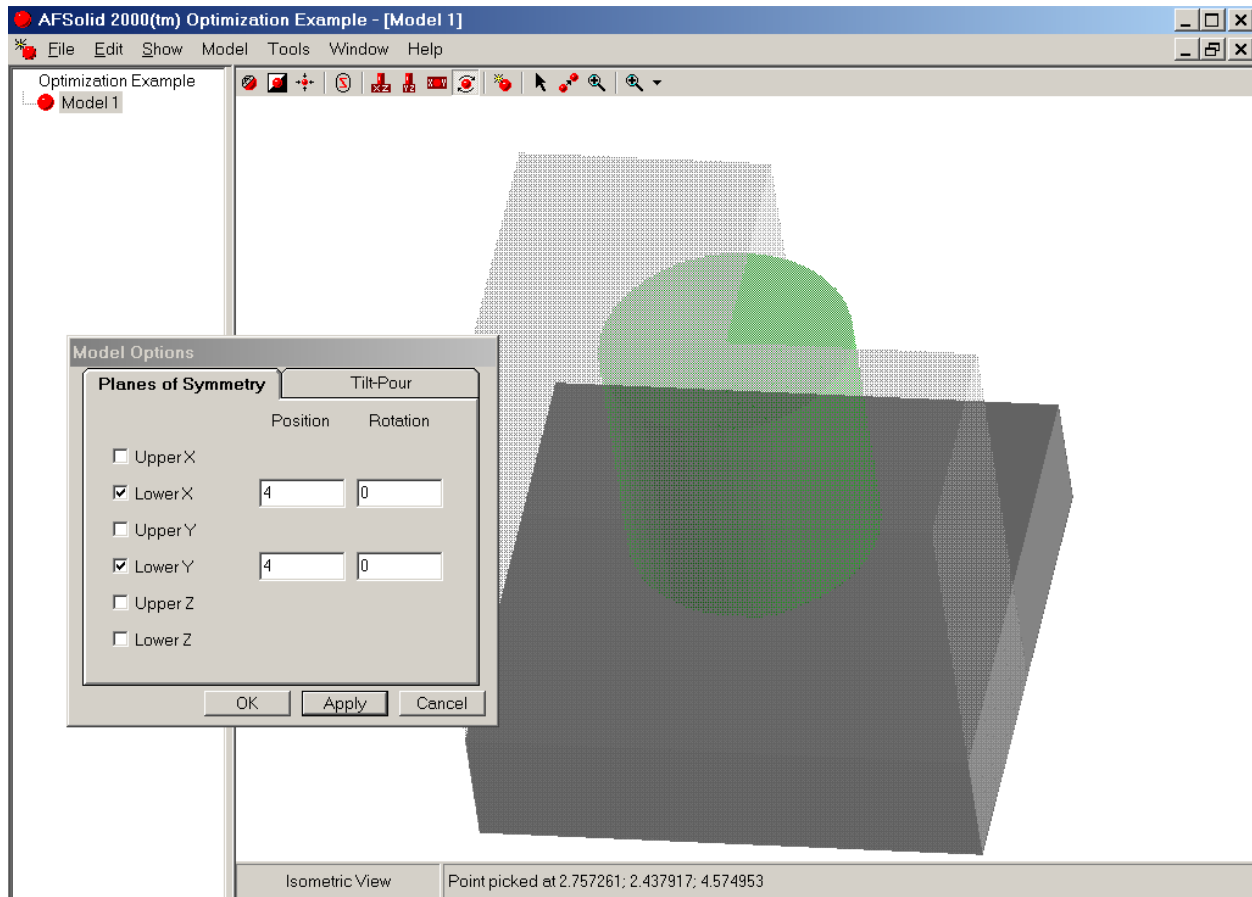 AFSolid 2000(tm) Optimization Example - [Model 1]
File Edit Show Model Tools Window Help
Optimization Example
Model 1
XZ YZ
Model Options
Planes of Symmetry Tilt-Pour
Position Rotation
Upper X
Lower X 4 0
Upper Y
Lower Y 4 0
Upper Z
Lower Z
OK Apply Cancel
Isometric View Point picked at 2.757261; 2.437917; 4.574953